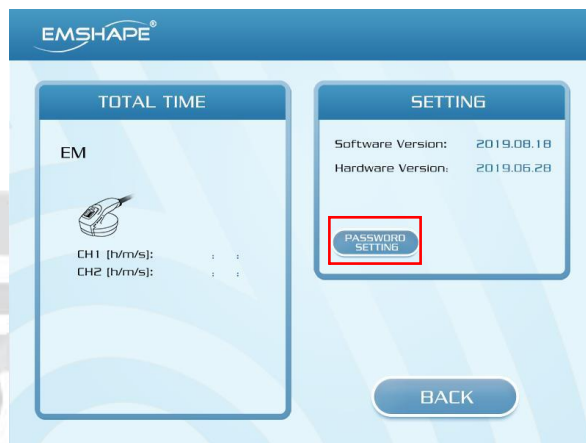 EMSHAPE®
TOTAL TIME
EM
CH1 [h/m/s]: : :
CH2 [h/m/s]: : :
SETTING
Software Version: 2019.08.18
Hardware Version: 2019.06.28
PASSWORD
SETTING
BACK